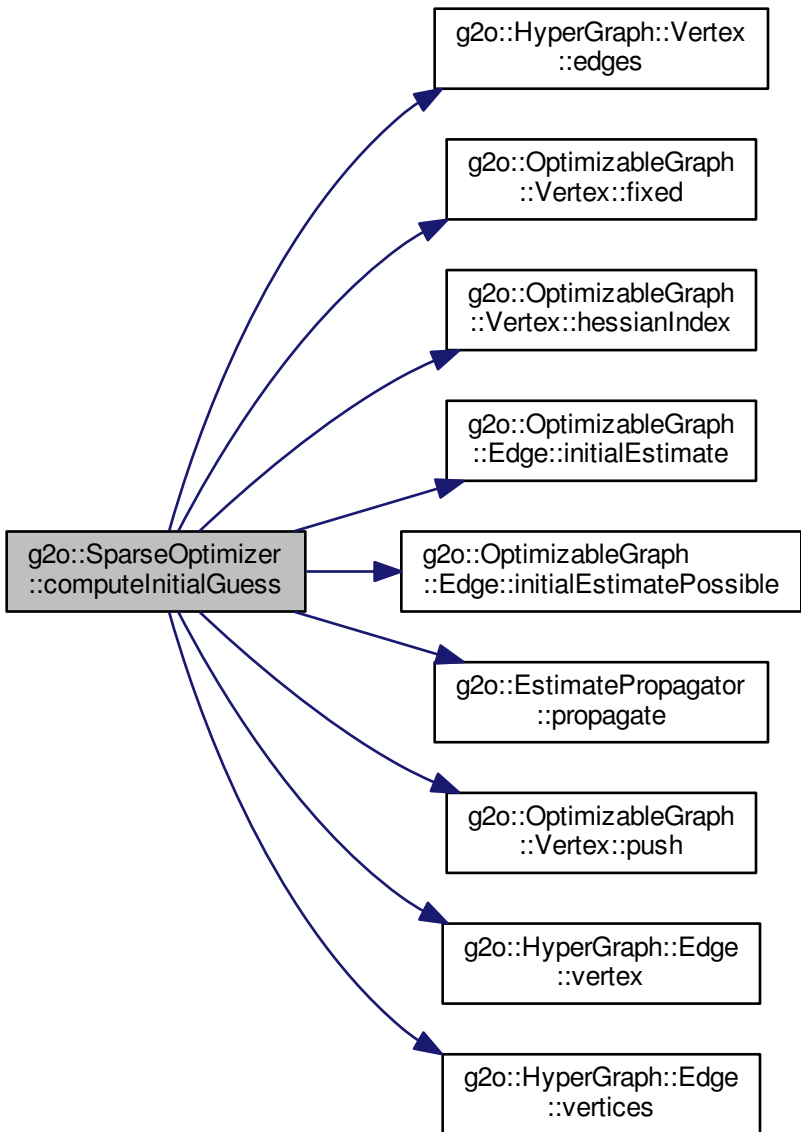 g2o::HyperGraph::Vertex
::edges
g2o::OptimizableGraph
::Vertex::fixed
g2o::OptimizableGraph
::Vertex::hessianIndex
g2o::OptimizableGraph
::Edge::initialEstimate
g2o::SparseOptimizer
::computeInitialGuess
g2o::OptimizableGraph
::Edge::initialEstimatePossible
g2o::EstimatePropagator
::propagate
g2o::OptimizableGraph
::Vertex::push
g2o::HyperGraph::Edge
::vertex
g2o::HyperGraph::Edge
::vertices